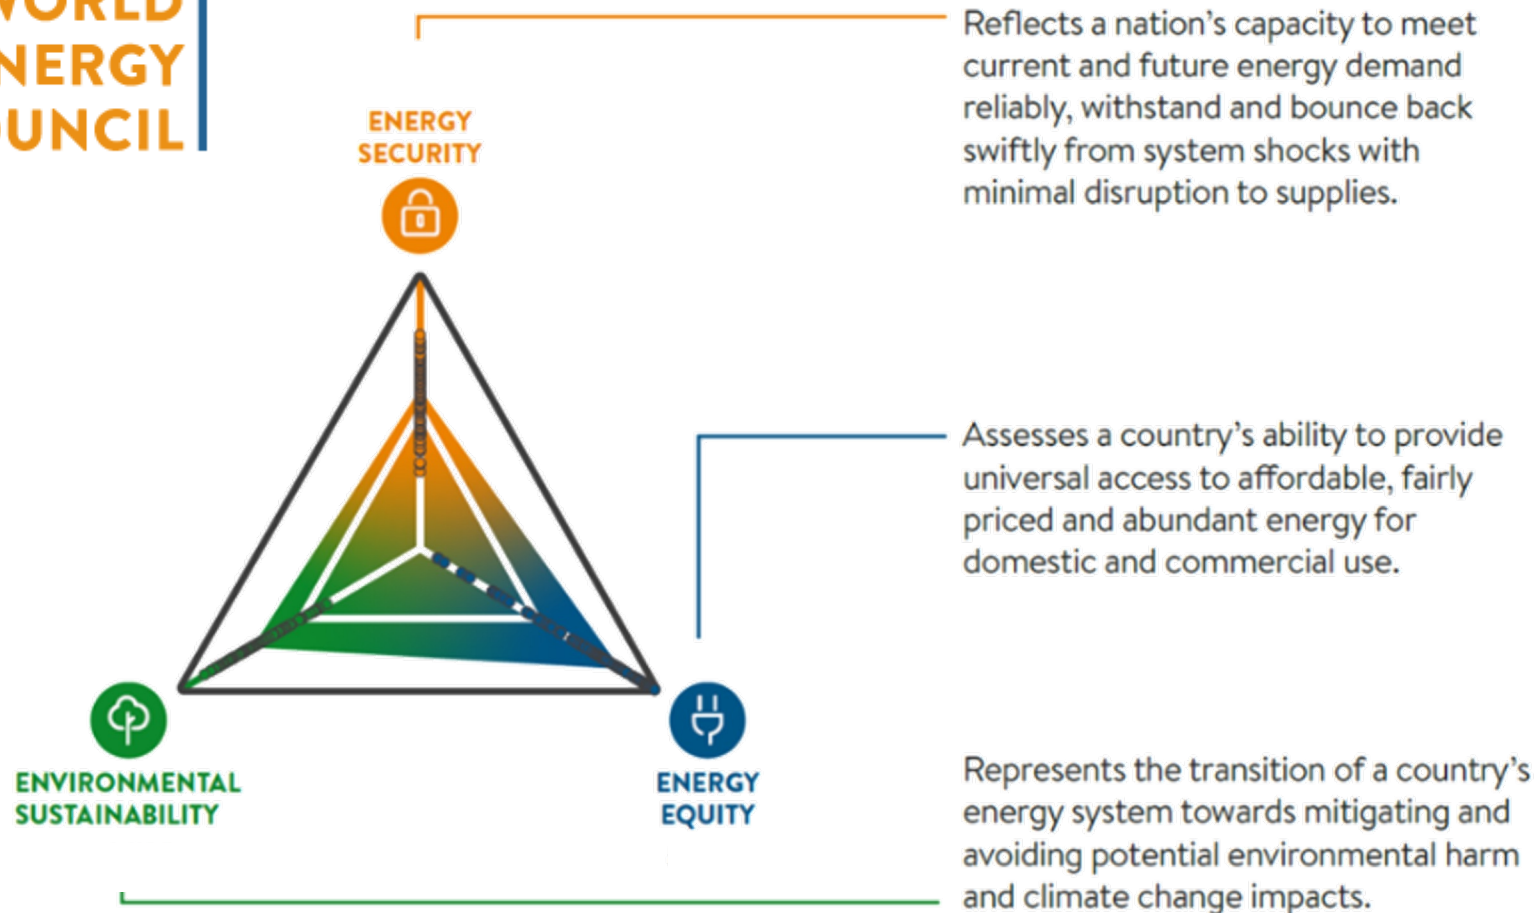 WORLD
ENERGY
COUNCIL
Reflects a nation's capacity to meet
current and future energy demand
reliably, withstand and bounce back
swiftly from system shocks with
minimal disruption to supplies.
ENERGY
SECURITY
Assesses a country's ability to provide
universal access to affordable, fairly
priced and abundant energy for
domestic and commercial use.
ENVIRONMENTAL
SUSTAINABILITY
ENERGY
EQUITY
Represents the transition of a country's
energy system towards mitigating and
avoiding potential environmental harm
and climate change impacts.